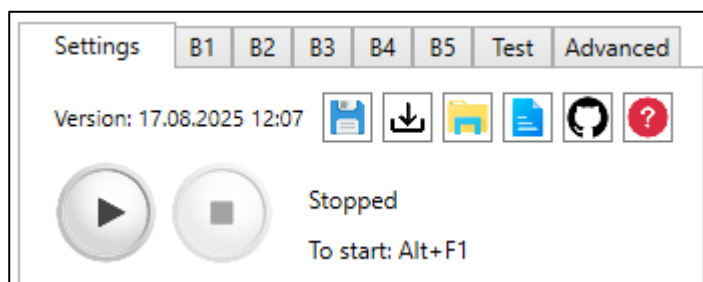 Settings B1 B2 B3 B4 B5 Test Advanced
Version: 17.08.2025 12:07 ?
Stopped
To start: Alt+F1